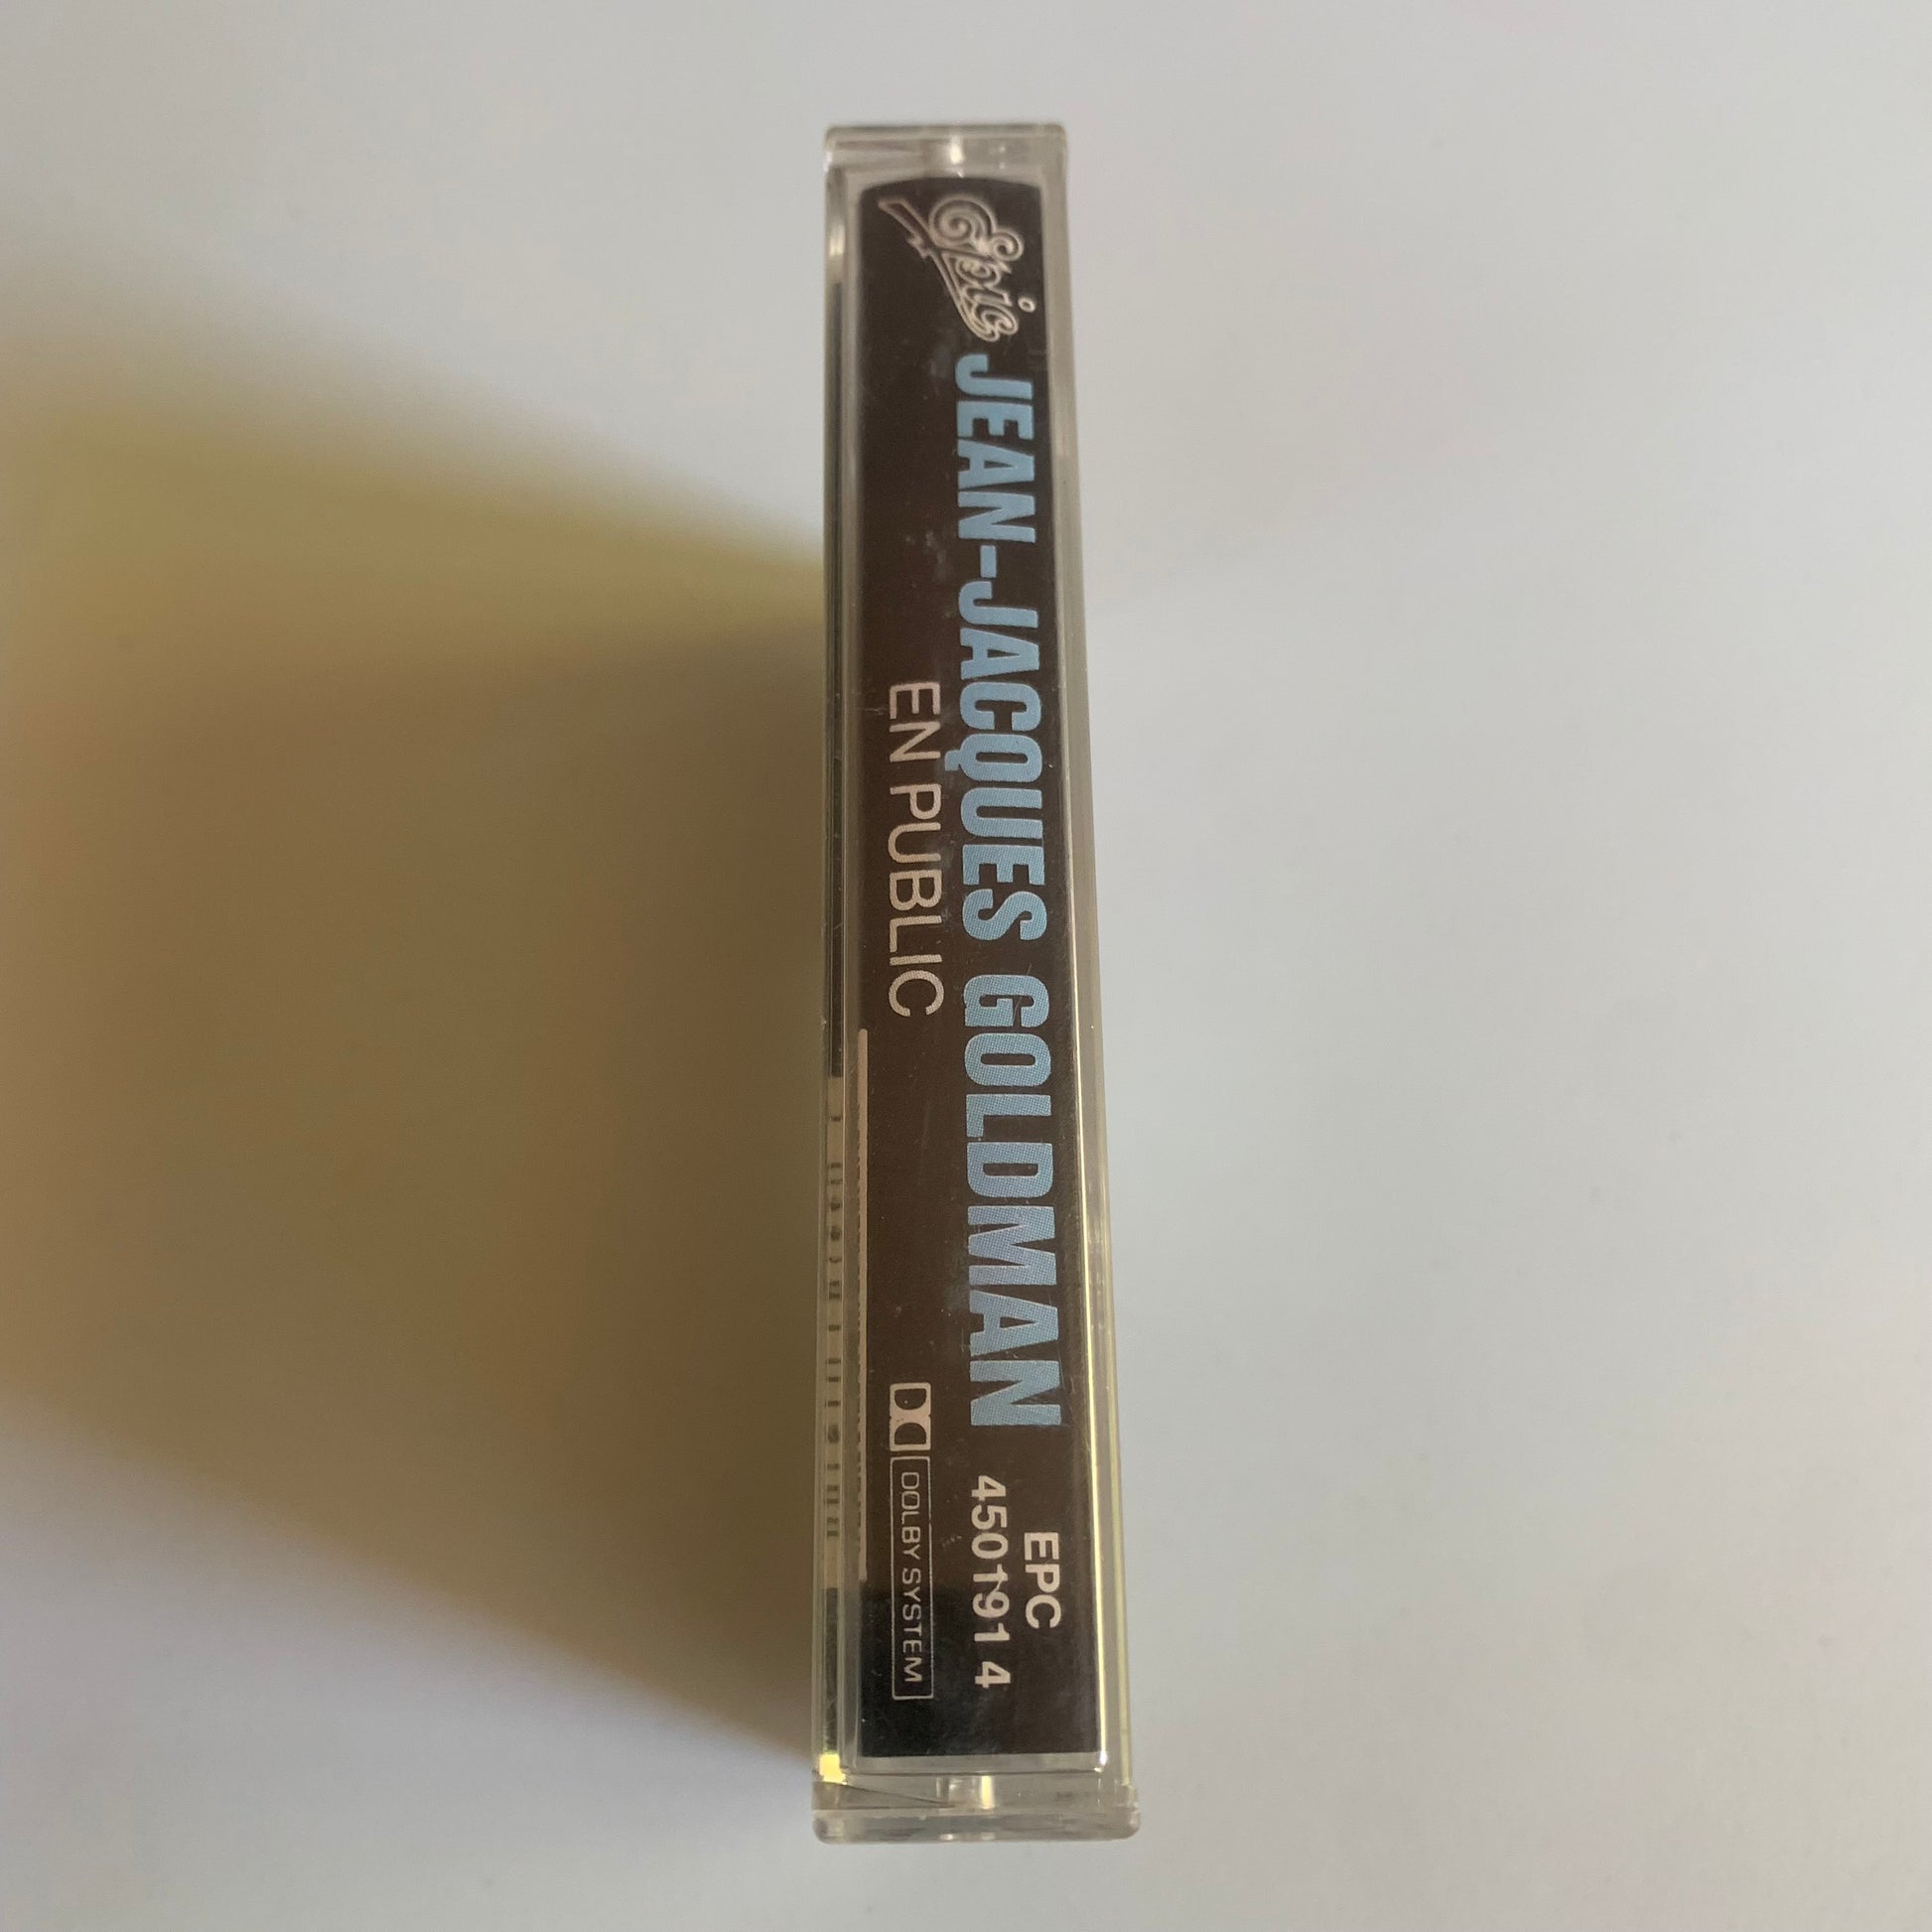 Epic
JEAN-JACQUES GOLDMAN
EN PUBLIC
EPC
450191 4
DOLBY SYSTEM